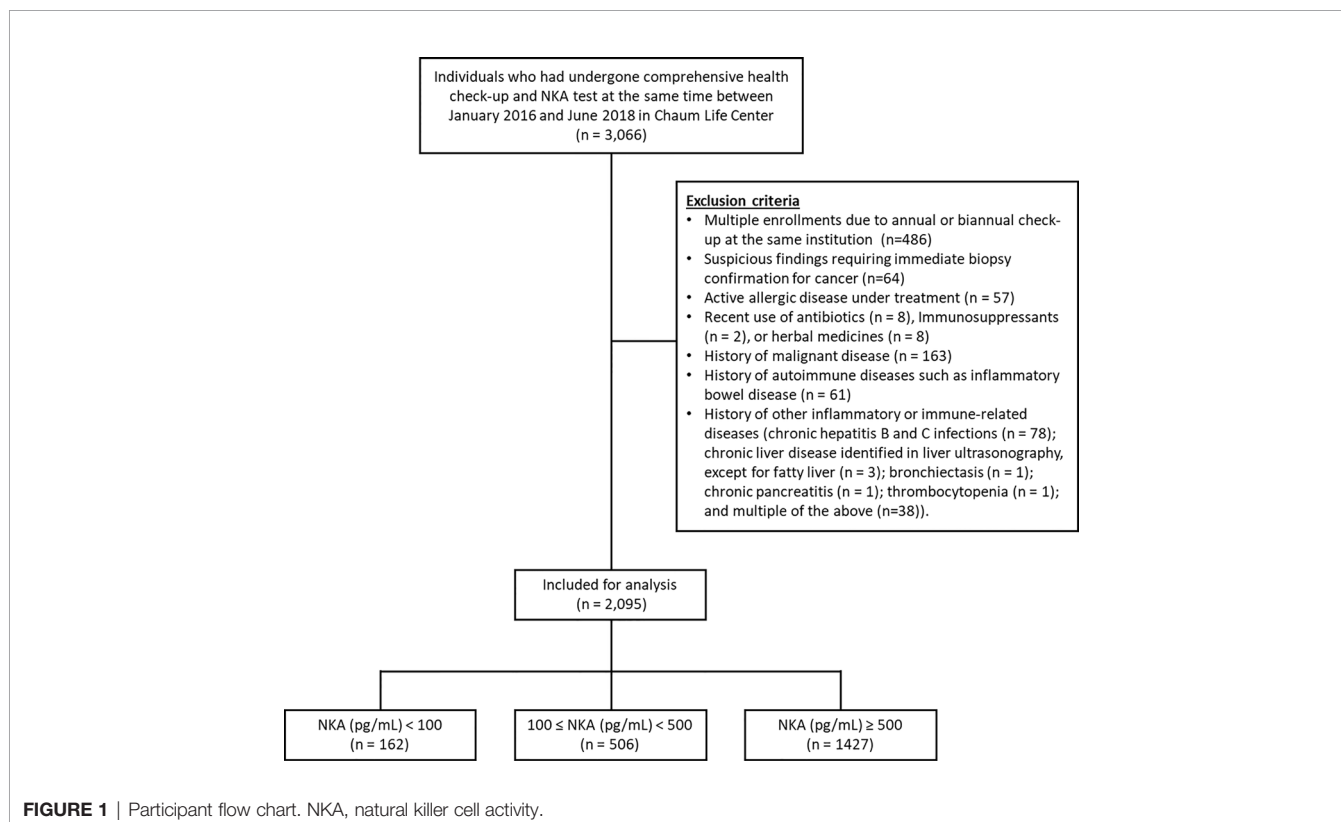 Individuals who had undergone comprehensive health
check-up and NKA test at the same time between
January 2016 and June 2018 in Chaum Life Center
(n = 3,066)
Exclusion criteria
• Multiple enrollments due to annual or biannual check-
up at the same institution (n=486)
• Suspicious findings requiring immediate biopsy
confirmation for cancer (n=64)
• Active allergic disease under treatment (n = 57)
• Recent use of antibiotics (n = 8), Immunosuppressants
(n = 2), or herbal medicines (n = 8)
• History of malignant disease (n = 163)
• History of autoimmune diseases such as inflammatory
bowel disease (n = 61)
• History of other inflammatory or immune-related
diseases (chronic hepatitis B and C infections (n = 78);
chronic liver disease identified in liver ultrasonography,
except for fatty liver (n = 3); bronchiectasis (n = 1);
chronic pancreatitis (n = 1); thrombocytopenia (n = 1);
and multiple of the above (n=38)).
Included for analysis
(n = 2,095)
NKA (pg/mL) < 100
(n = 162)
100 ≤ NKA (pg/mL) < 500
(n = 506)
NKA (pg/mL) ≥ 500
(n = 1427)
FIGURE 1 | Participant flow chart. NKA, natural killer cell activity.